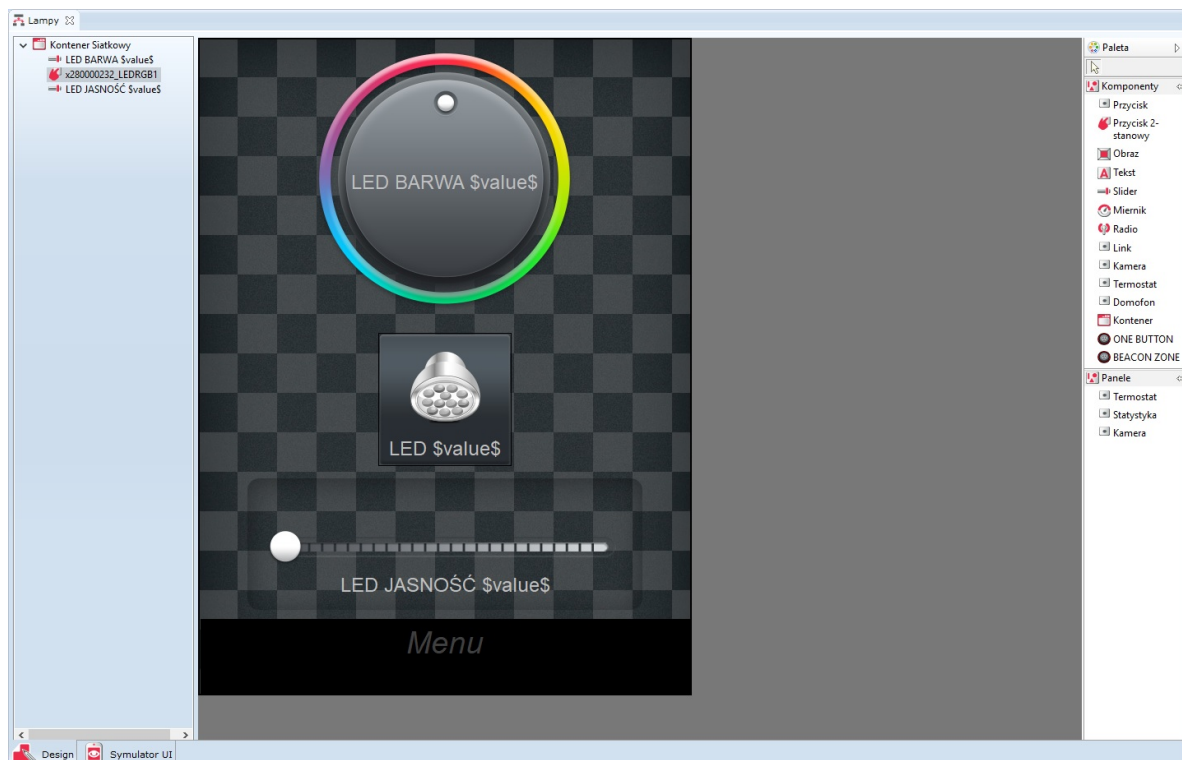 Lampy
Kontener Siatkowy
LED BARWA $value$
x280000232_LEDRGB1
LED JASNOŚĆ $value$
LED BARWA $value$
LED $value$
LED JASNOŚĆ $value$
Menu
Paleta
Komponenty
Przycisk
Przycisk 2-
stanowy
Obraz
Tekst
Slider
Miernik
Radio
Link
Kamera
Termostat
Domofon
Kontener
ONE BUTTON
BEACON ZONE
Panele
Termostat
Statystyka
Kamera
Design
Symulator UI